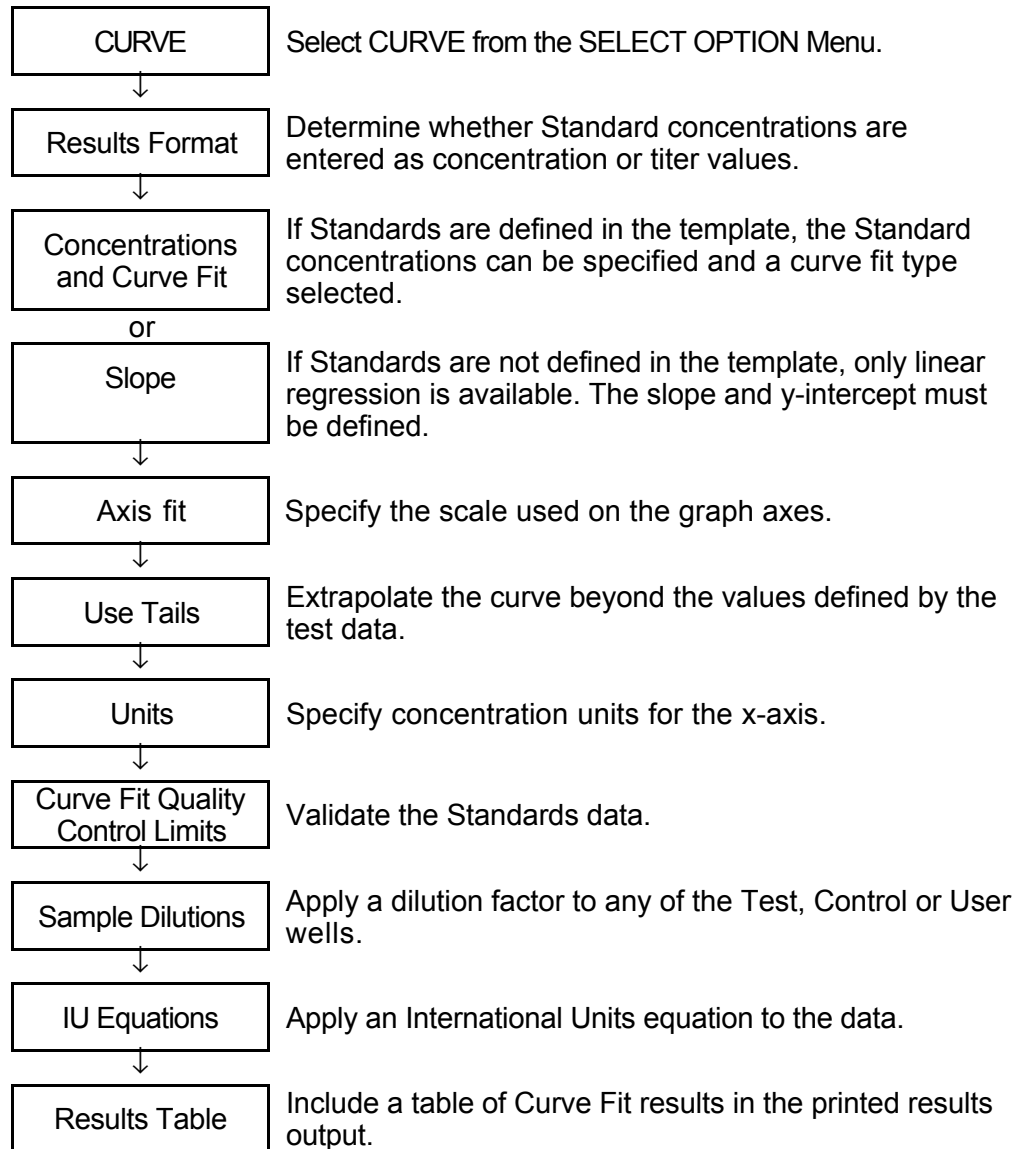 CURVE
Select CURVE from the SELECT OPTION Menu.
Results Format
Determine whether Standard concentrations are
entered as concentration or titer values.
Concentrations
and Curve Fit
If Standards are defined in the template, the Standard
concentrations can be specified and a curve fit type
selected.
or
Slope
If Standards are not defined in the template, only linear
regression is available. The slope and y-intercept must
be defined.
Axis fit
Specify the scale used on the graph axes.
Use Tails
Extrapolate the curve beyond the values defined by the
test data.
Units
Specify concentration units for the x-axis.
Curve Fit Quality
Control Limits
Validate the Standards data.
Sample Dilutions
Apply a dilution factor to any of the Test, Control or User
wells.
IU Equations
Apply an International Units equation to the data.
Results Table
Include a table of Curve Fit results in the printed results
output.